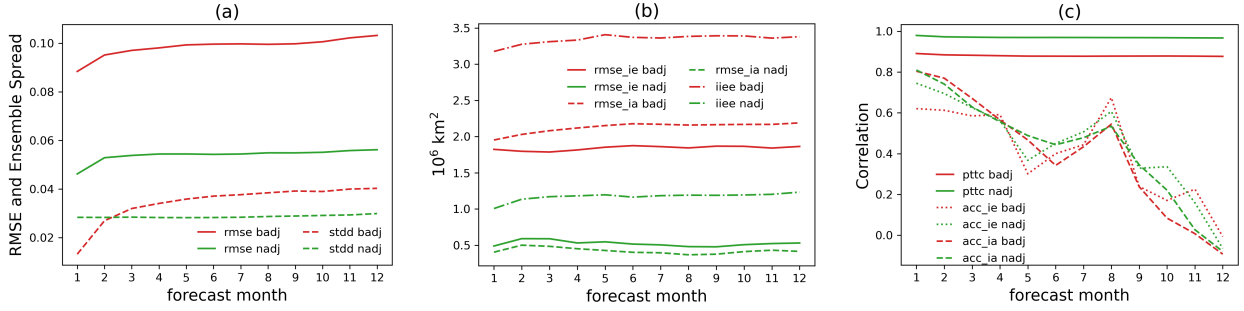 (a)
RMSE and Ensemble Spread
0.10
0.08
0.06
0.04
0.02
rmse badj
rmse nadj
stdd badj
stdd nadj
1 2 3 4 5 6 7 8 9 10 11 12
forecast month
(b)
10⁶ km²
3.5
3.0
2.5
2.0
1.5
1.0
0.5
rmse_ie badj
rmse_ie nadj
rmse_ia badj
rmse_ia nadj
iiee badj
iiee nadj
1 2 3 4 5 6 7 8 9 10 11 12
forecast month
(c)
Correlation
1.0
0.8
0.6
0.4
0.2
0.0
pttc badj
pttc nadj
acc_ie badj
acc_ie nadj
acc_ia badj
acc_ia nadj
1 2 3 4 5 6 7 8 9 10 11 12
forecast month